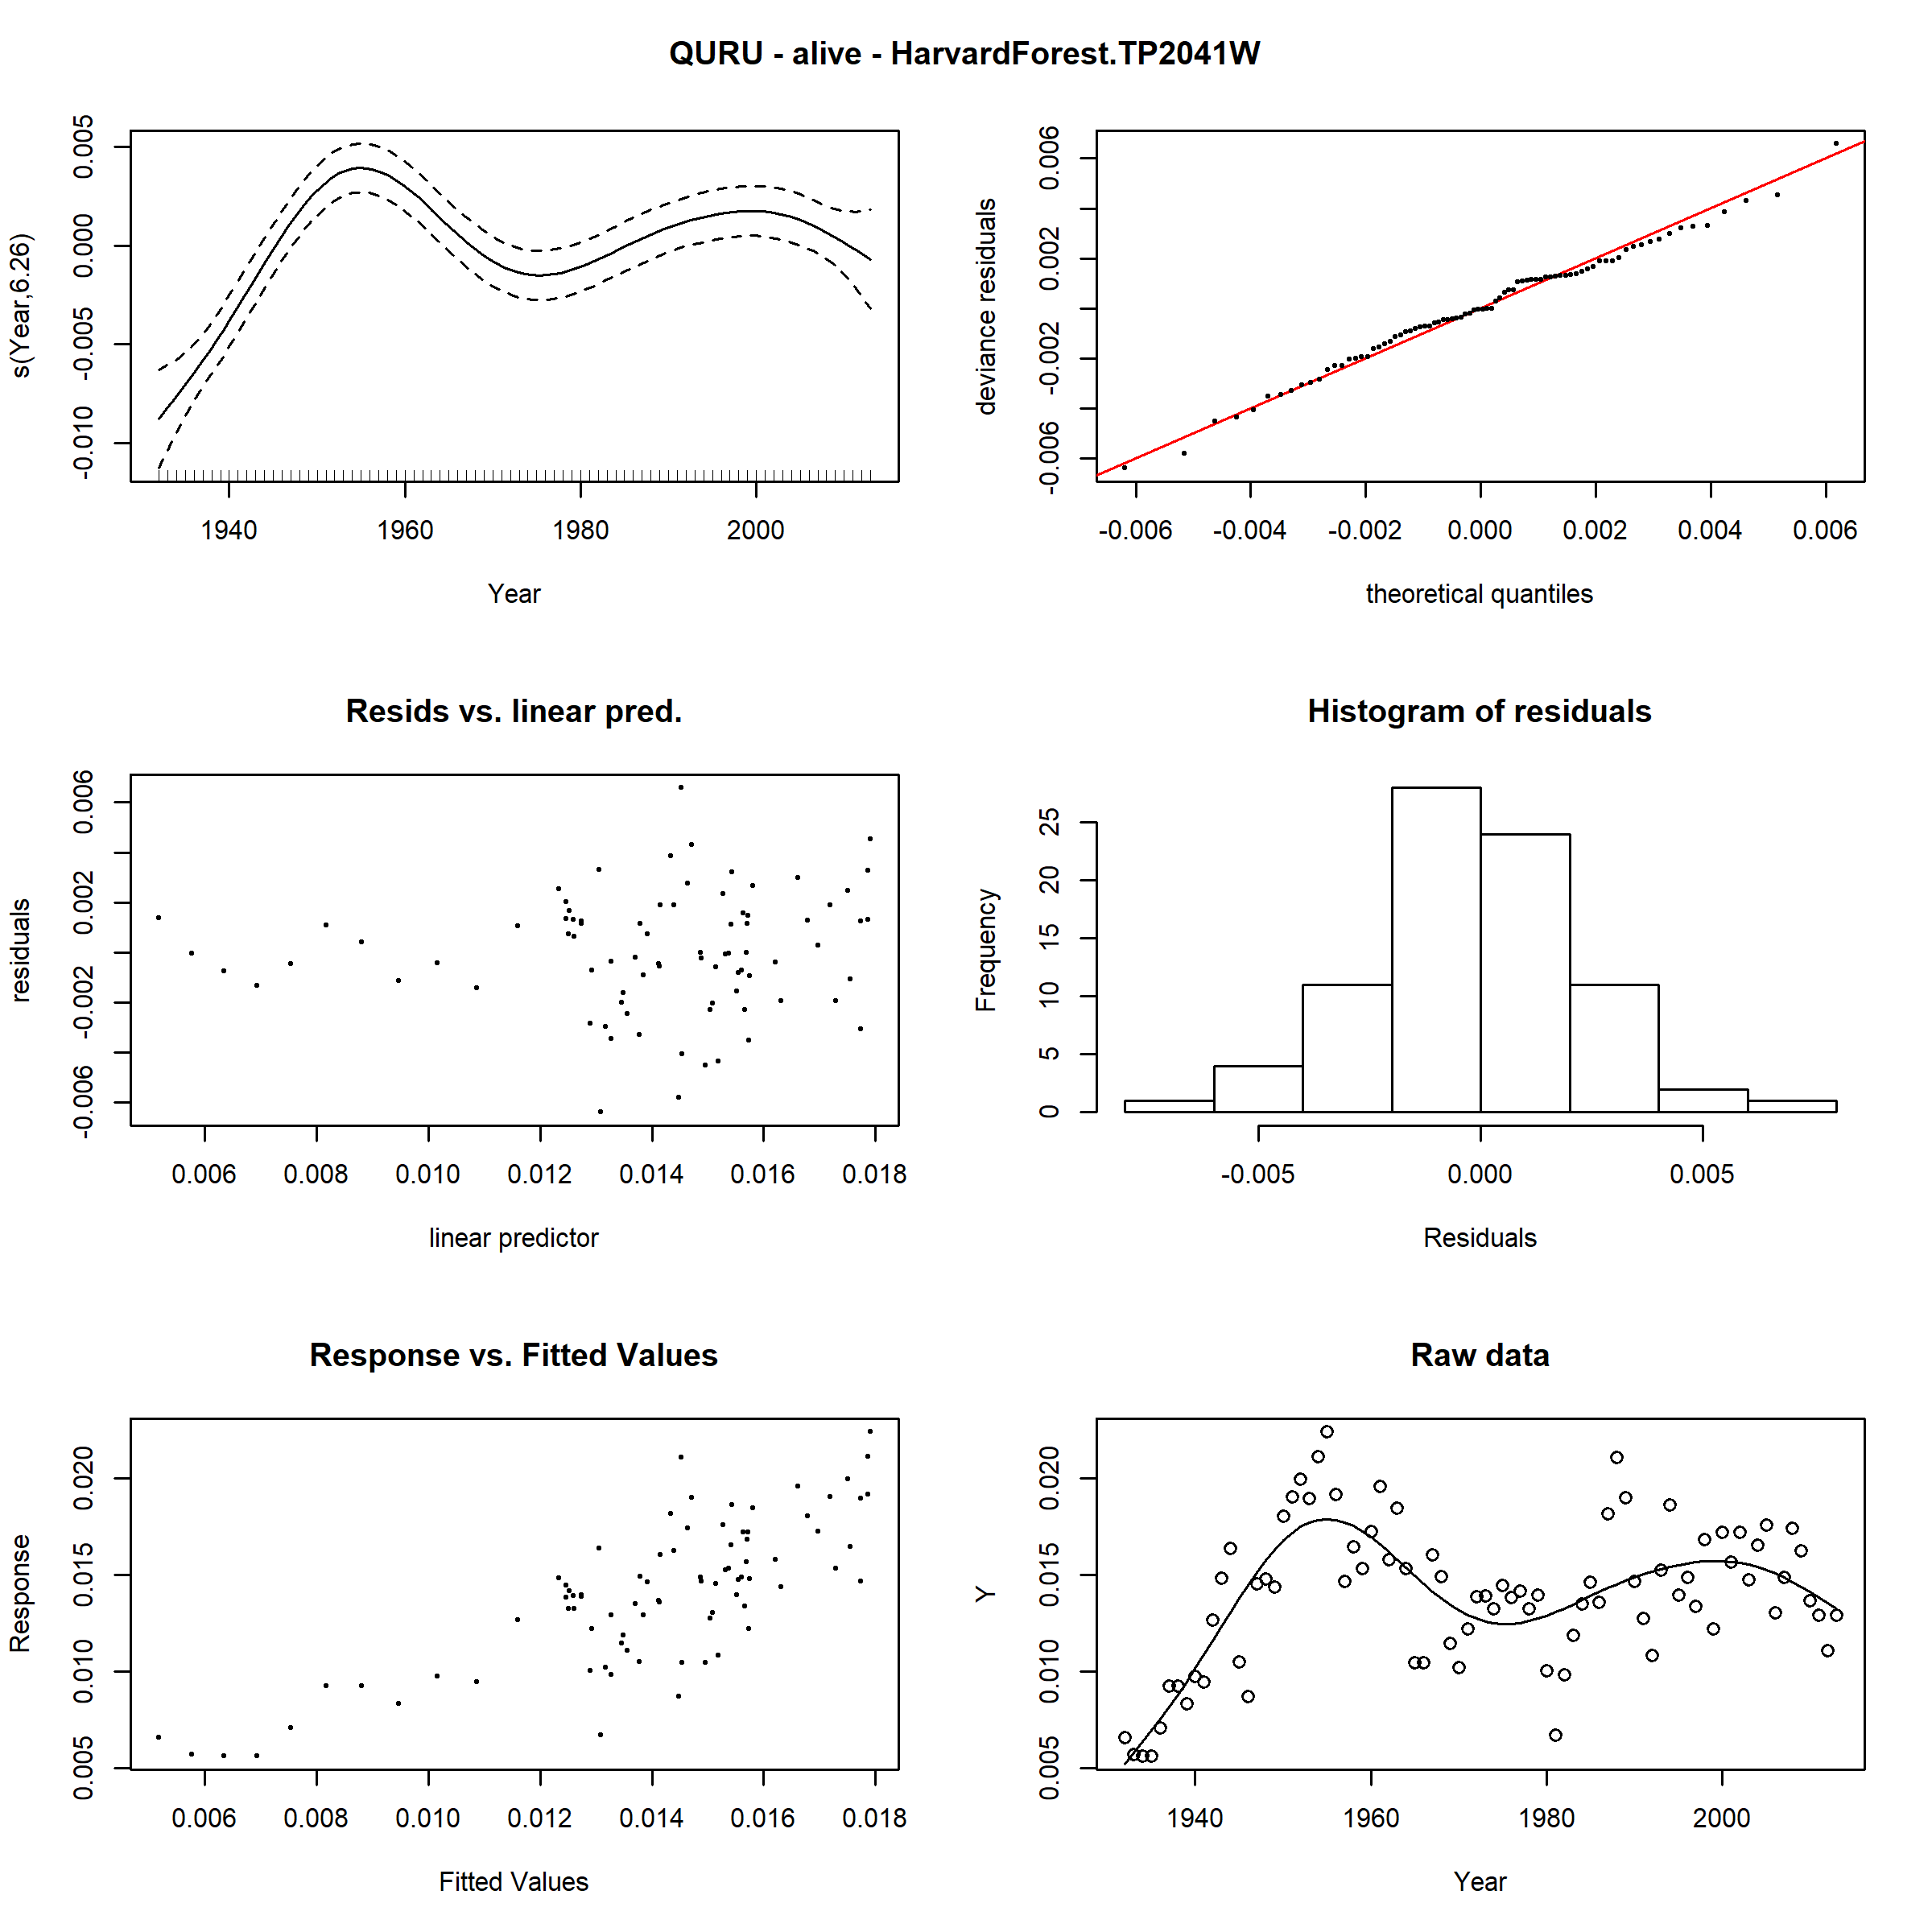 QURU - alive - HarvardForest.TP2041W
s(Year,6.26)
0.005
0.000
-0.005
-0.010
1940 1960 1980 2000
Year
deviance residuals
0.006
0.002
-0.002
-0.006
-0.006 -0.004 -0.002 0.000 0.002 0.004 0.006
theoretical quantiles
Resids vs. linear pred.
residuals
0.006
0.002
-0.002
-0.006
0.006 0.008 0.010 0.012 0.014 0.016 0.018
linear predictor
Histogram of residuals
Frequency
25
20
15
10
5
0
-0.005 0.000 0.005
Residuals
Response vs. Fitted Values
Response
0.020
0.015
0.010
0.005
0.006 0.008 0.010 0.012 0.014 0.016 0.018
Fitted Values
Raw data
Y
0.020
0.015
0.010
0.005
1940 1960 1980 2000
Year